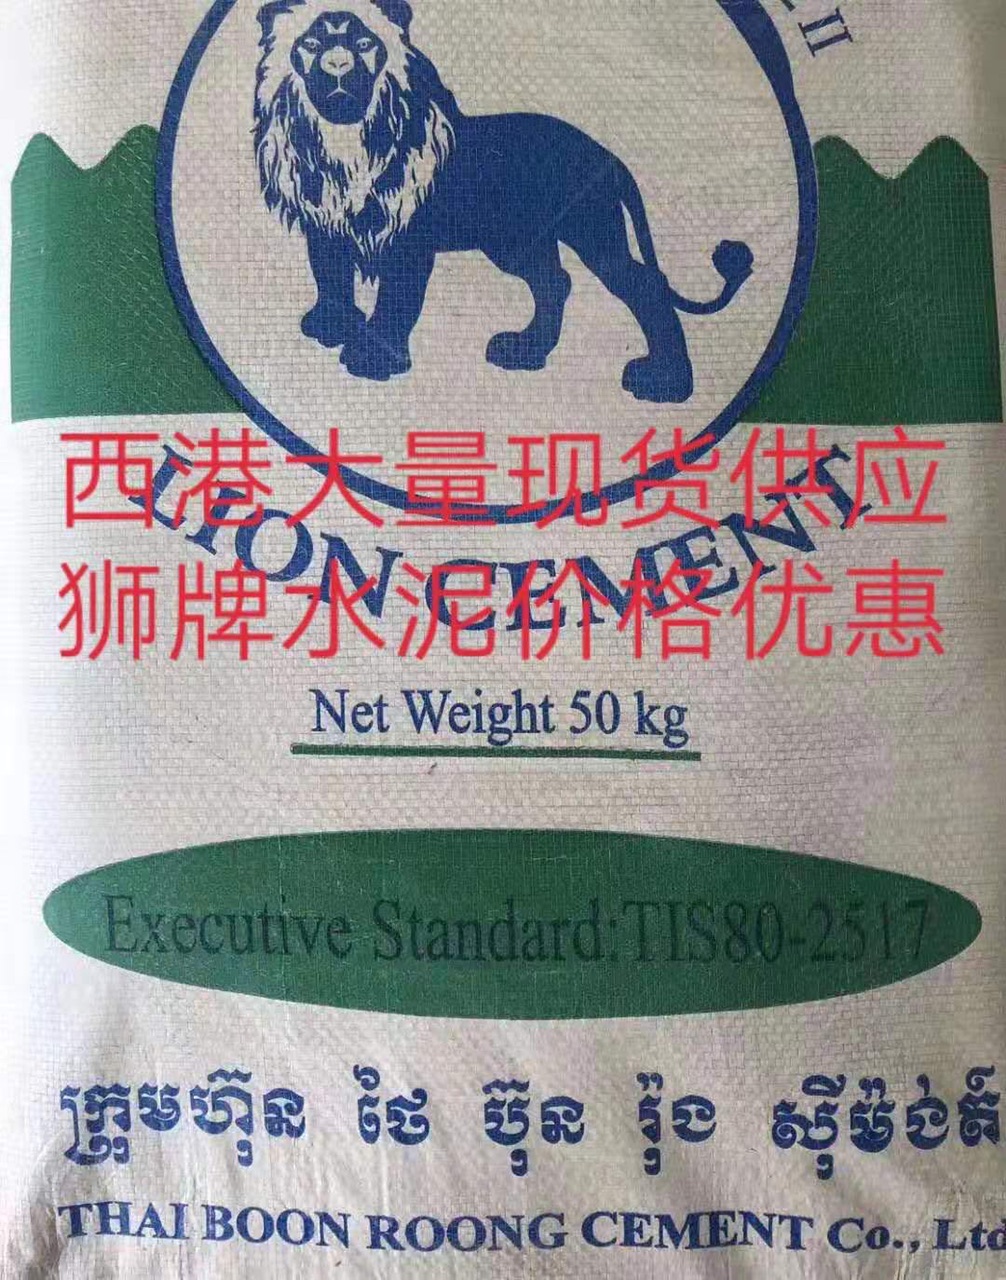 II
西港大量现货供应
LION CEMENT
狮牌水泥价格优惠
Net Weight 50 kg
Executive Standard:TIS80-2517
ក្រុមហ៊ុន ថៃ ប៊ុន រ៉ុង ស៊ីម៉ង់ត៍
THAI BOON ROONG CEMENT Co., Ltd